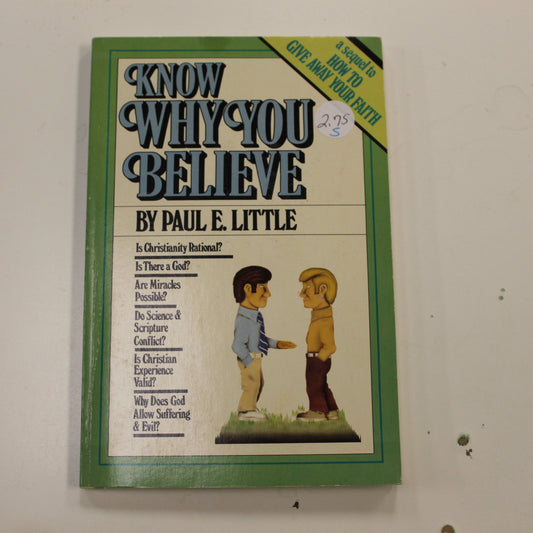 a sequel to
HOW TO
GIVE AWAY YOUR FAITH
KNOW
WHY YOU
BELIEVE
2.75
S
BY PAUL E. LITTLE
Is Christianity Rational?
Is There a God?
Are Miracles
Possible?
Do Science &
Scripture
Conflict?
Is Christian
Experience
Valid?
Why Does God
Allow Suffering
& Evil?